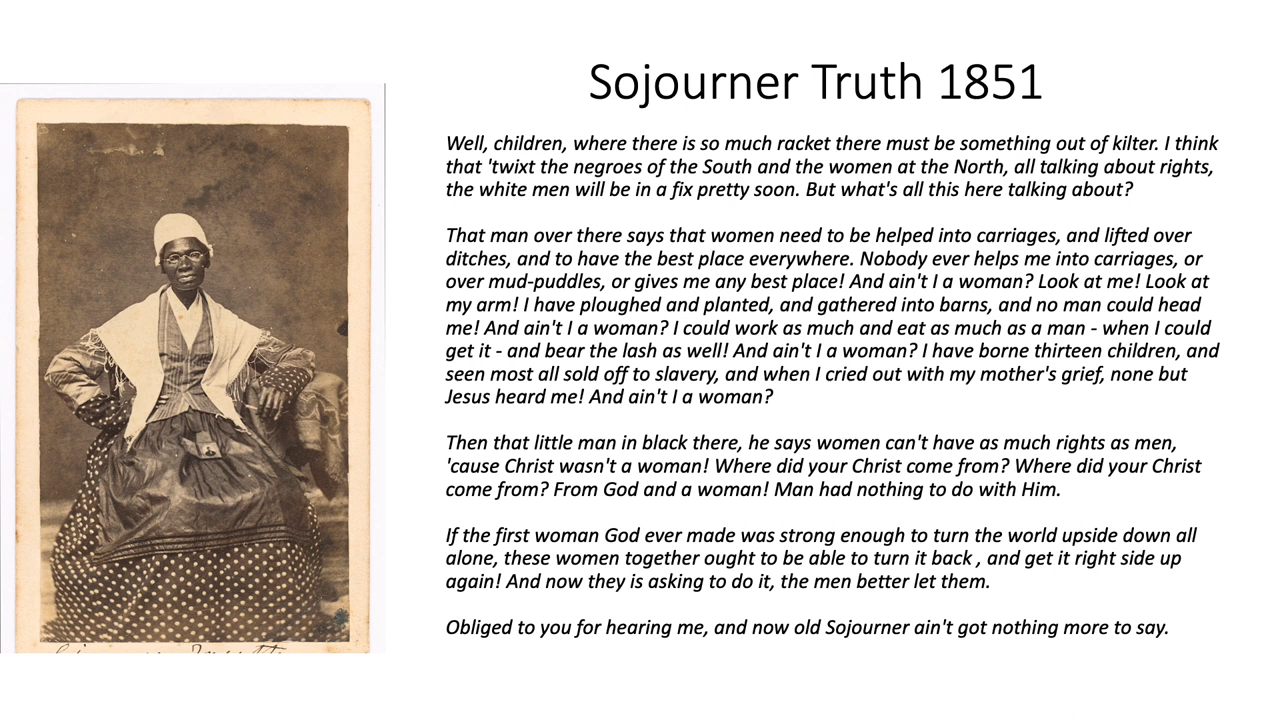 Sojourner Truth 1851
Well, children, where there is so much racket there must be something out of kilter. I think
that 'twixt the negroes of the South and the women at the North, all talking about rights,
the white men will be in a fix pretty soon. But what's all this here talking about?
That man over there says that women need to be helped into carriages, and lifted over
ditches, and to have the best place everywhere. Nobody ever helps me into carriages, or
over mud-puddles, or gives me any best place! And ain't I a woman? Look at me! Look at
my arm! I have ploughed and planted, and gathered into barns, and no man could head
me! And ain't I a woman? I could work as much and eat as much as a man - when I could
get it - and bear the lash as well! And ain't I a woman? I have borne thirteen children, and
seen most all sold off to slavery, and when I cried out with my mother's grief, none but
Jesus heard me! And ain't I a woman?
Then that little man in black there, he says women can't have as much rights as men,
'cause Christ wasn't a woman! Where did your Christ come from? Where did your Christ
come from? From God and a woman! Man had nothing to do with Him.
If the first woman God ever made was strong enough to turn the world upside down all
alone, these women together ought to be able to turn it back , and get it right side up
again! And now they is asking to do it, the men better let them.
Obliged to you for hearing me, and now old Sojourner ain't got nothing more to say.